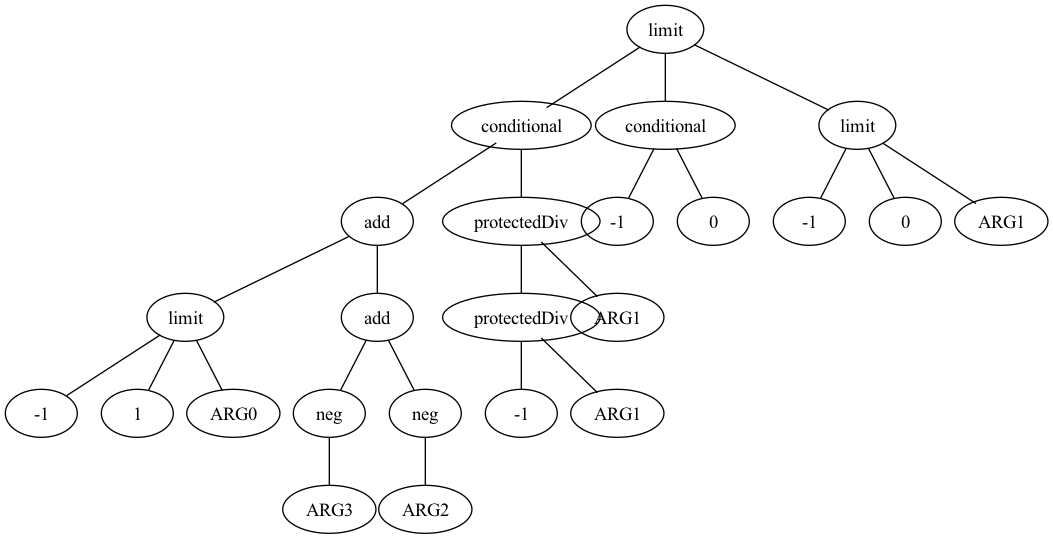 limit
conditional conditional limit
add protectedDiv -1 0 -1 0 ARG1
limit add protectedDiv ARG1
-1 1 ARG0 neg neg -1 ARG1
ARG3 ARG2